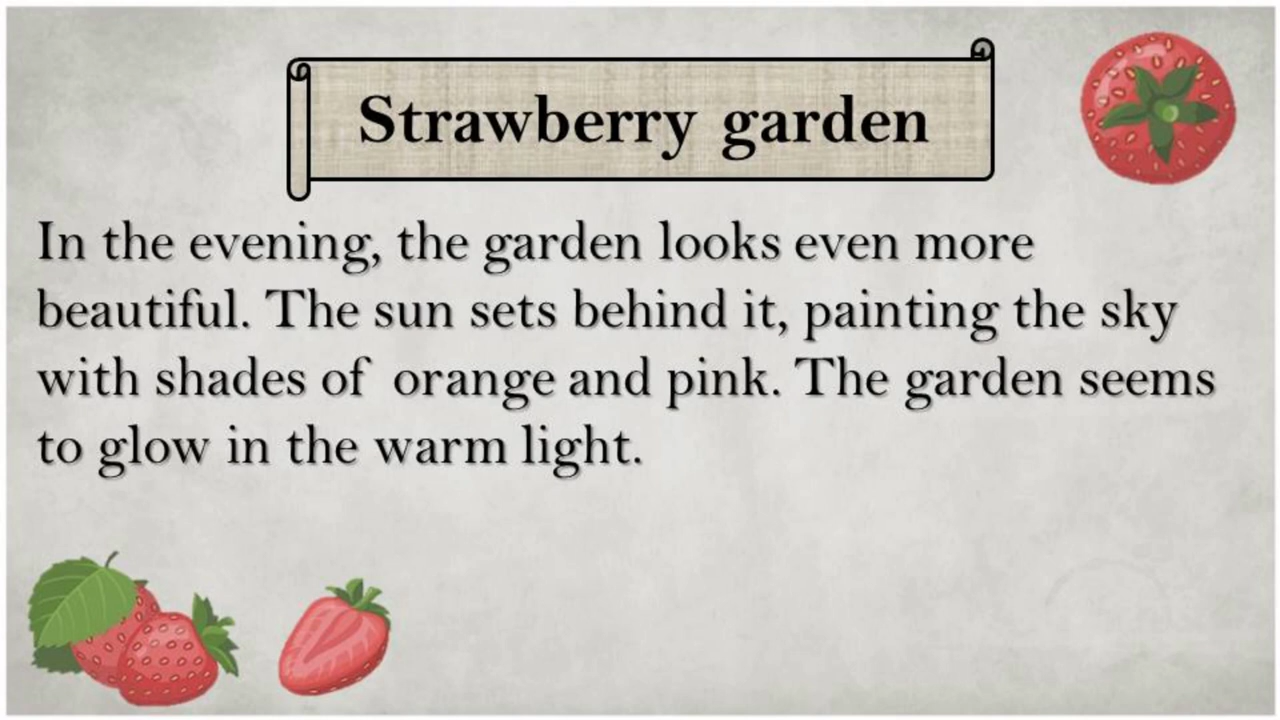 Strawberry garden
In the evening, the garden looks even more
beautiful. The sun sets behind it, painting the sky
with shades of orange and pink. The garden seems
to glow in the warm light.